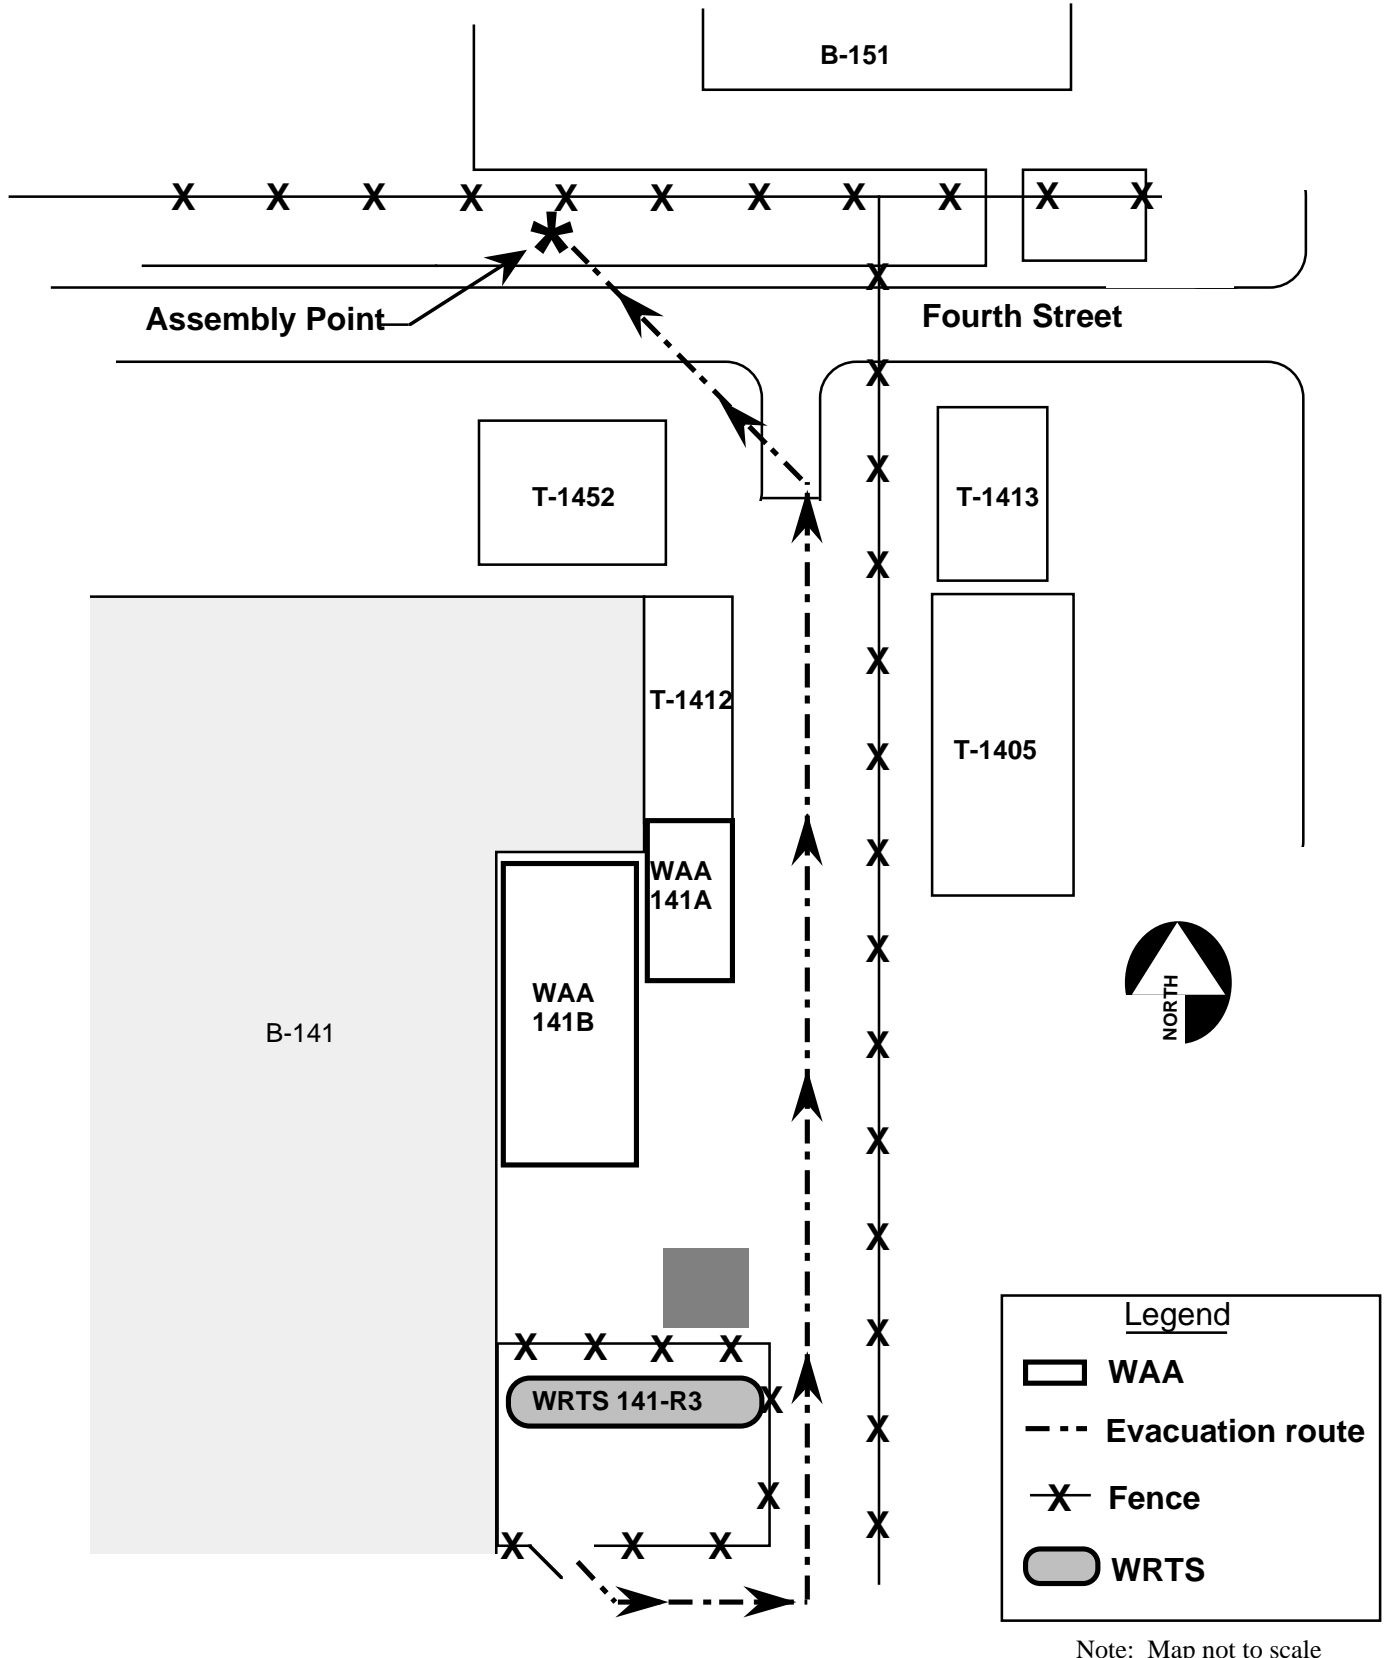 B-151
Assembly Point
Fourth Street
T-1452
T-1413
T-1412
T-1405
WAA
141A
WAA
141B
B-141
NORTH
WRTS 141-R3
Legend
WAA
Evacuation route
X Fence
WRTS
Note: Map not to scale